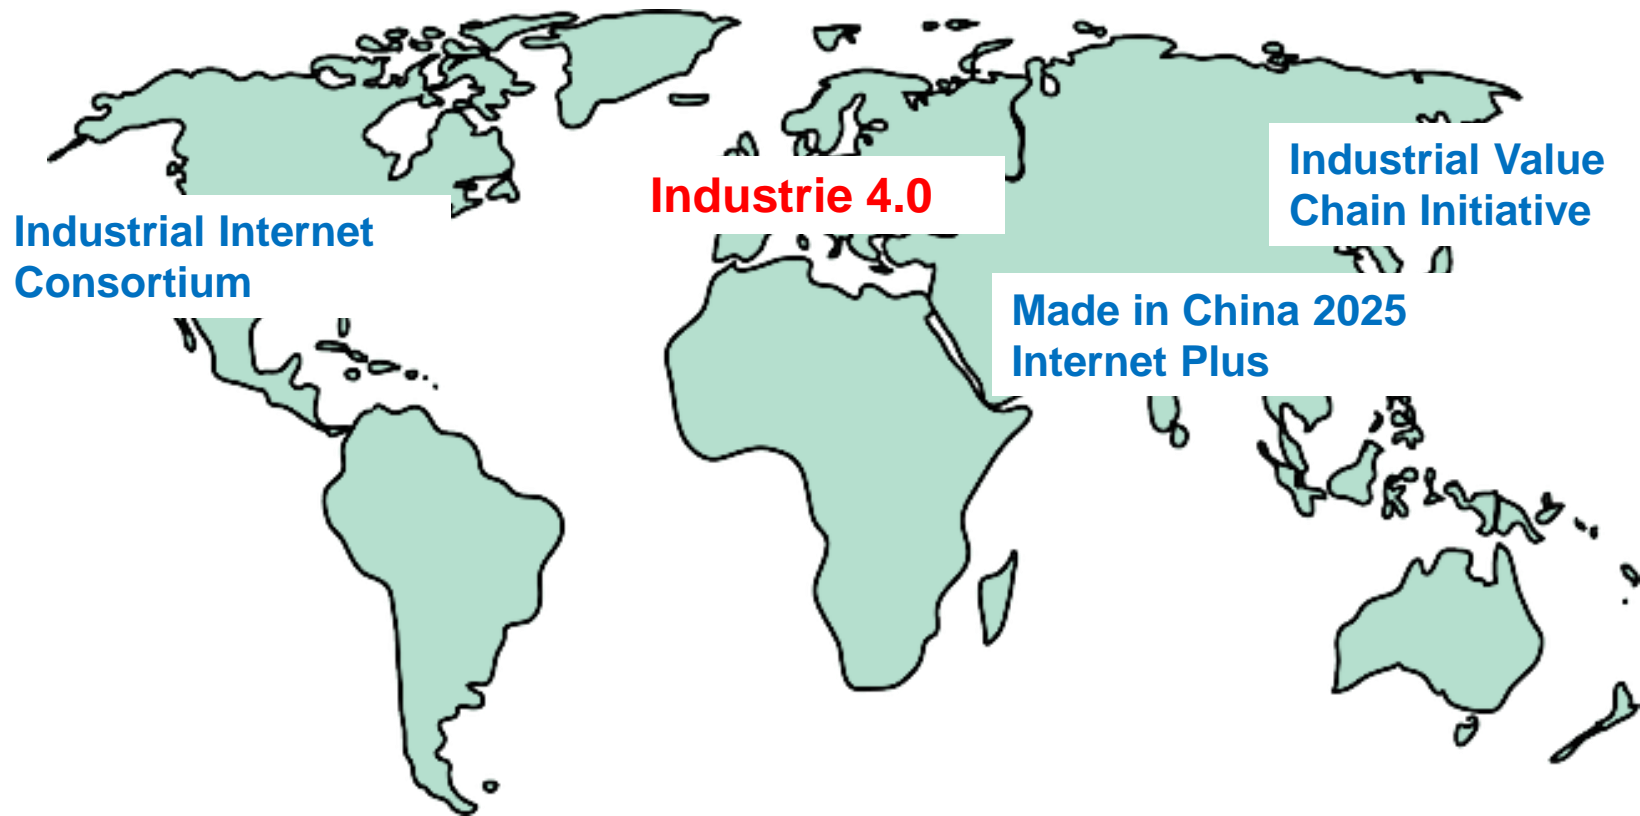 Industrial Internet
Consortium
Industrie 4.0
Industrial Value
Chain Initiative
Made in China 2025
Internet Plus